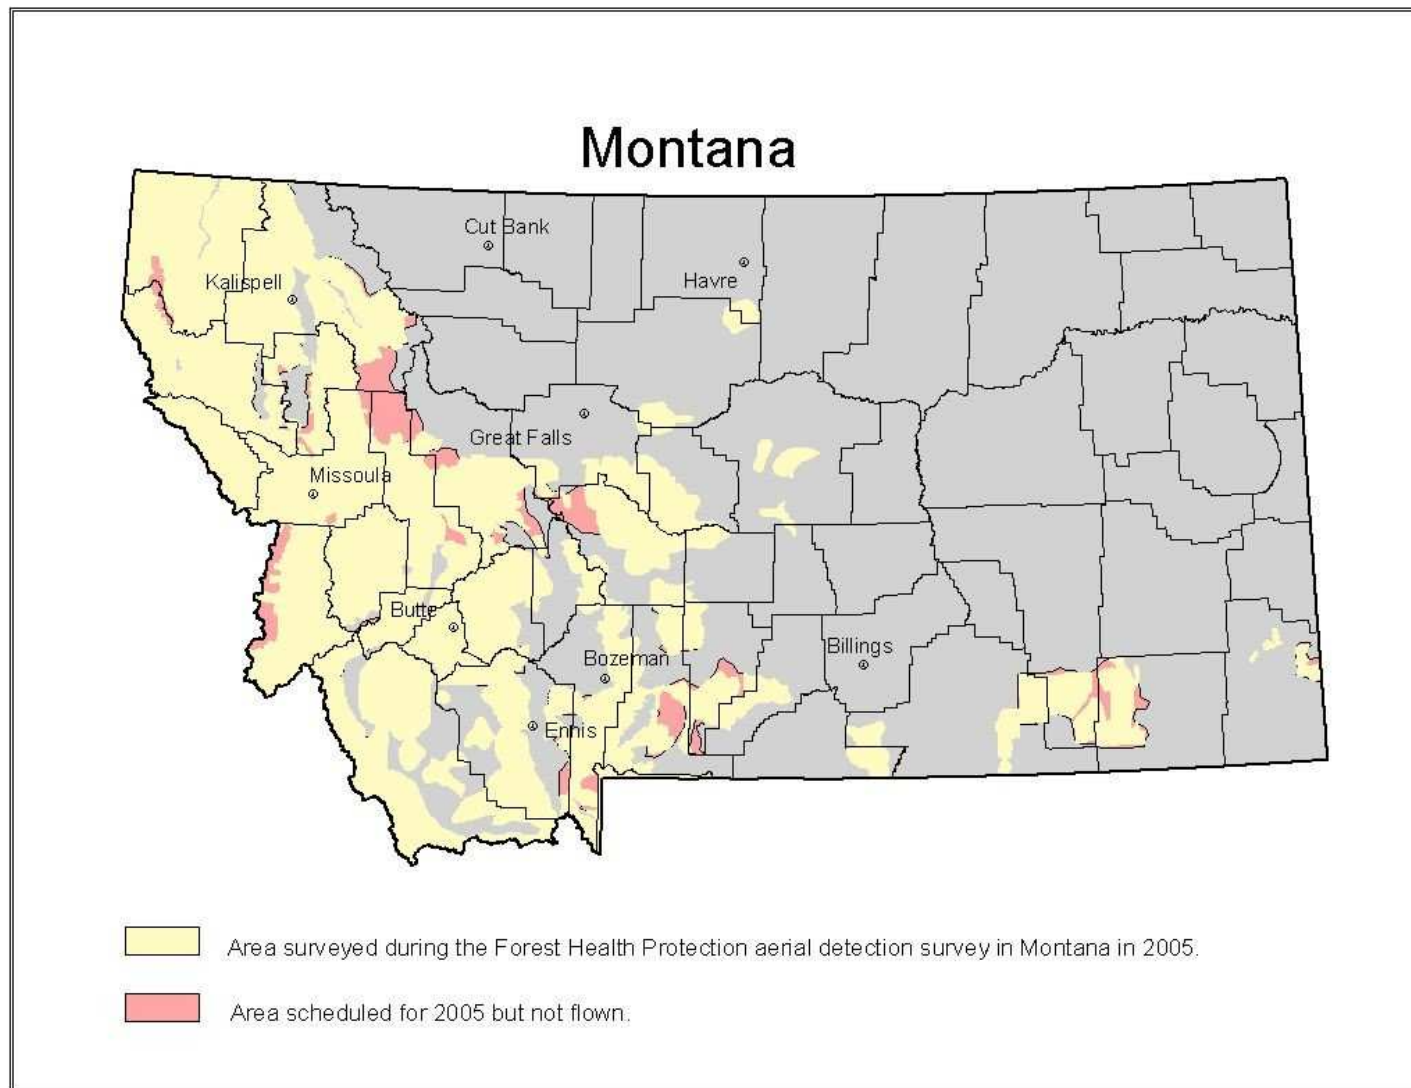 Montana
Cut Bank
Kalispell
Havre
Great Falls
Missoula
Butte
Billings
Bozeman
Ennis
Area surveyed during the Forest Health Protection aerial detection survey in Montana in 2005.
Area scheduled for 2005 but not flown.